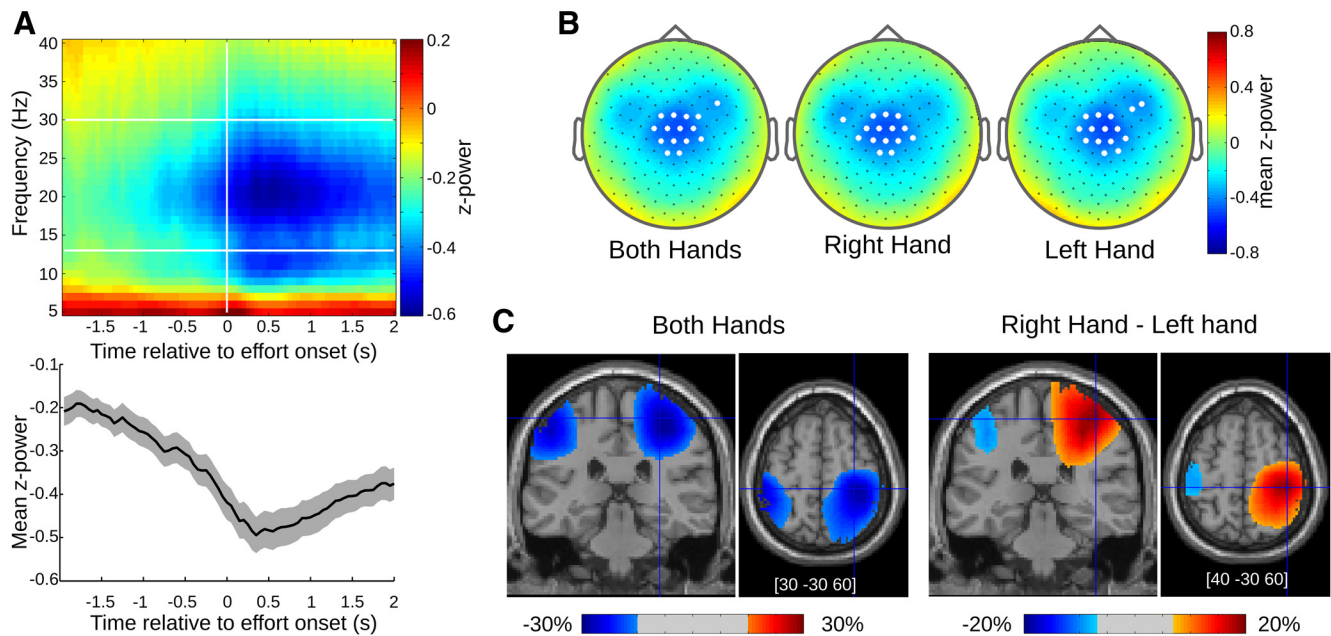 A
40
35
30
25
20
15
10
5
Frequency (Hz)
-1.5 -1 -0.5 0 0.5 1 1.5 2
Time relative to effort onset (s)
0.2
0
-0.2
-0.4
-0.6
z-power
-0.1
-0.2
-0.3
-0.4
-0.5
-0.6
Mean z-power
-1.5 -1 -0.5 0 0.5 1 1.5 2
Time relative to effort onset (s)
B
Both Hands
Right Hand
Left Hand
0.8
0.4
0
-0.4
-0.8
mean z-power
C
Both Hands
Right Hand - Left hand
[30 -30 60]
[40 -30 60]
-30% 30%
-20% 20%